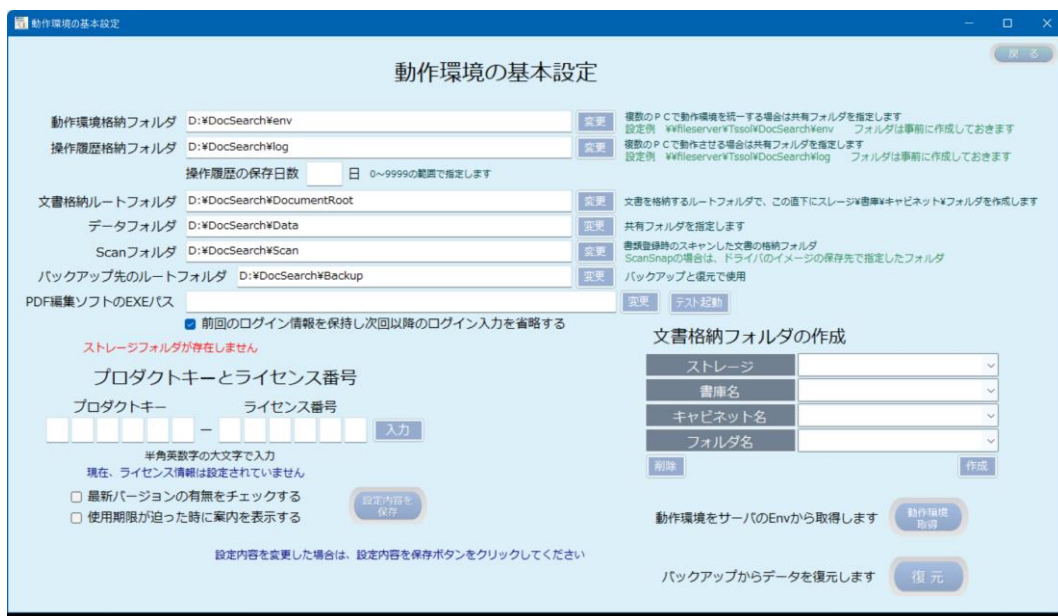 動作環境の基本設定
戻 る
動作環境の基本設定
動作環境格納フォルダ D:¥DocSearch¥env 変更 複数のPCで動作環境を統一する場合は共有フォルダを指定します
設定例 ¥¥fileserver¥Tssol¥DocSearch¥env フォルダは事前に作成しておきます
操作履歴格納フォルダ D:¥DocSearch¥log 変更 複数のPCで動作させる場合は共有フォルダを指定します
設定例 ¥¥fileserver¥Tssol¥DocSearch¥log フォルダは事前に作成しておきます
操作履歴の保存日数 日 0～9999の範囲で指定します
文書格納ルートフォルダ D:¥DocSearch¥DocumentRoot 変更 文書を格納するルートフォルダで、この直下にスレージ¥書庫¥キャビネット¥フォルダを作成します
データフォルダ D:¥DocSearch¥Data 変更 共有フォルダを指定します
Scanフォルダ D:¥DocSearch¥Scan 変更 書類登録時のスキャンした文書の格納フォルダ
ScanSnapの場合は、ドライバのイメージの保存先で指定したフォルダ
バックアップ先のルートフォルダ D:¥DocSearch¥Backup 変更 バックアップと復元で使用
PDF編集ソフトのEXEパス 変更 テスト起動
前回のログイン情報を保持し次回以降のログイン入力を省略する
ストレージフォルダが存在しません
プロダクトキーとライセンス番号
プロダクトキー ライセンス番号
－ 入力
半角英数字の大文字で入力
現在、ライセンス情報は設定されていません
最新バージョンの有無をチェックする
使用期限が迫った時に案内を表示する
設定内容を
保存
設定内容を変更した場合は、設定内容を保存ボタンをクリックしてください
文書格納フォルダの作成
ストレージ
書庫名
キャビネット名
フォルダ名
削除 作成
動作環境をサーバのEnvから取得します
動作環境
取得
バックアップからデータを復元します 復 元